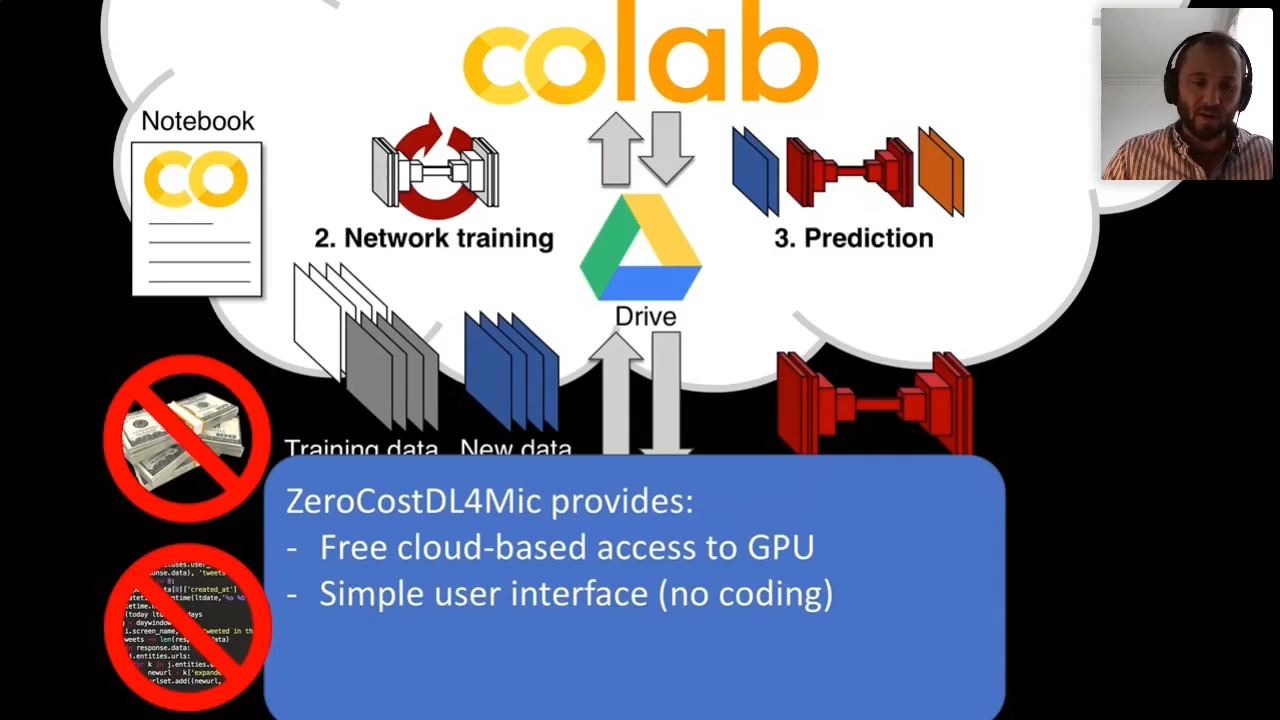 colab
Notebook
CO
2. Network training
3. Prediction
Drive
Training data
New data
ZeroCostDL4Mic provides:
- Free cloud-based access to GPU
- Simple user interface (no coding)